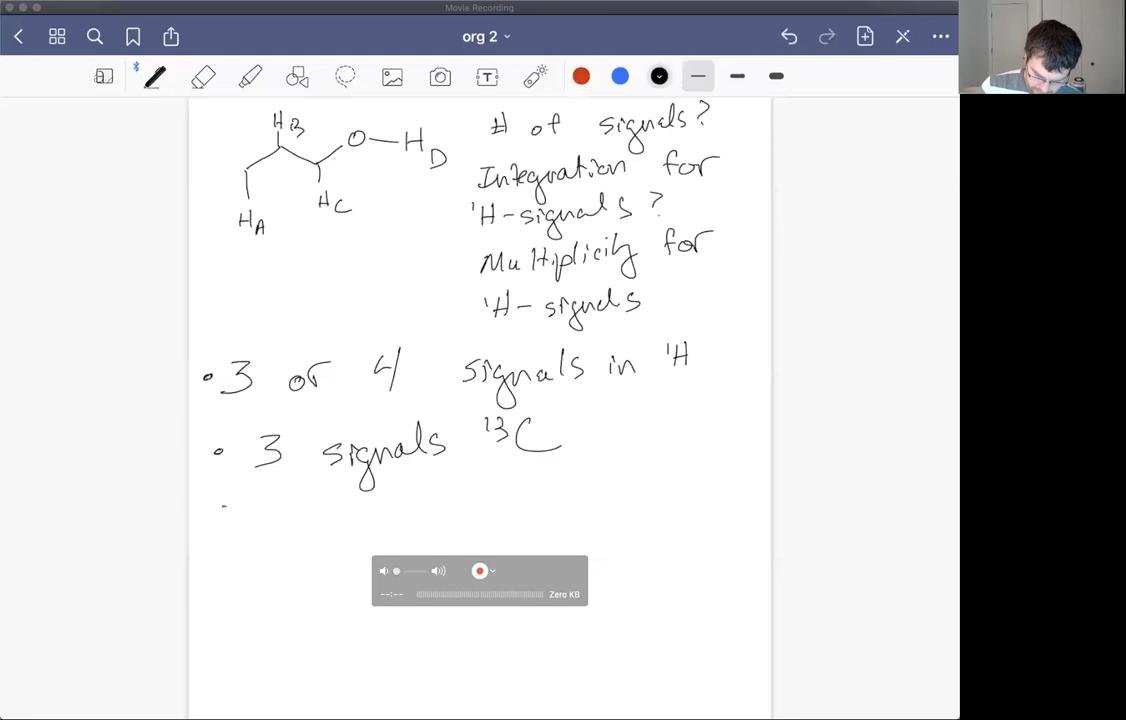 Movie Recording
org 2
H B
O — H D
H A
H C
# of signals?
Integration for
¹H-signals?
Multiplicity for
¹H- signals
• 3 or 4 signals in ¹H
• 3 signals ¹³C
--:--
Zero KB